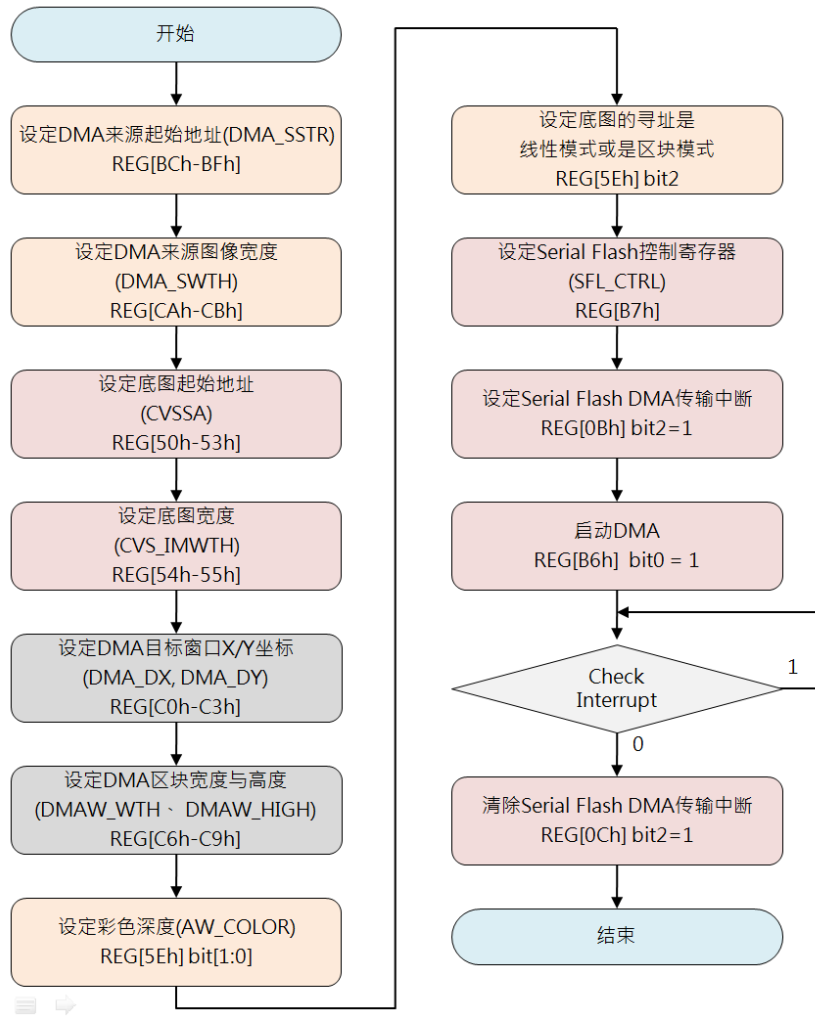 开始
设定DMA来源起始地址(DMA_SSTR)
REG[BCh-BFh]
设定DMA来源图像宽度
(DMA_SWTH)
REG[CAh-CBh]
设定底图起始地址
(CVSSA)
REG[50h-53h]
设定底图宽度
(CVS_IMWTH)
REG[54h-55h]
设定DMA目标窗口X/Y坐标
(DMA_DX, DMA_DY)
REG[C0h-C3h]
设定DMA区块宽度与高度
(DMAW_WTH、 DMAW_HIGH)
REG[C6h-C9h]
设定彩色深度(AW_COLOR)
REG[5Eh] bit[1:0]
设定底图的寻址是
线性模式或是区块模式
REG[5Eh] bit2
设定Serial Flash控制寄存器
(SFL_CTRL)
REG[B7h]
设定Serial Flash DMA传输中断
REG[0Bh] bit2=1
启动DMA
REG[B6h]  bit0 = 1
Check
Interrupt
1
0
清除Serial Flash DMA传输中断
REG[0Ch] bit2=1
结束